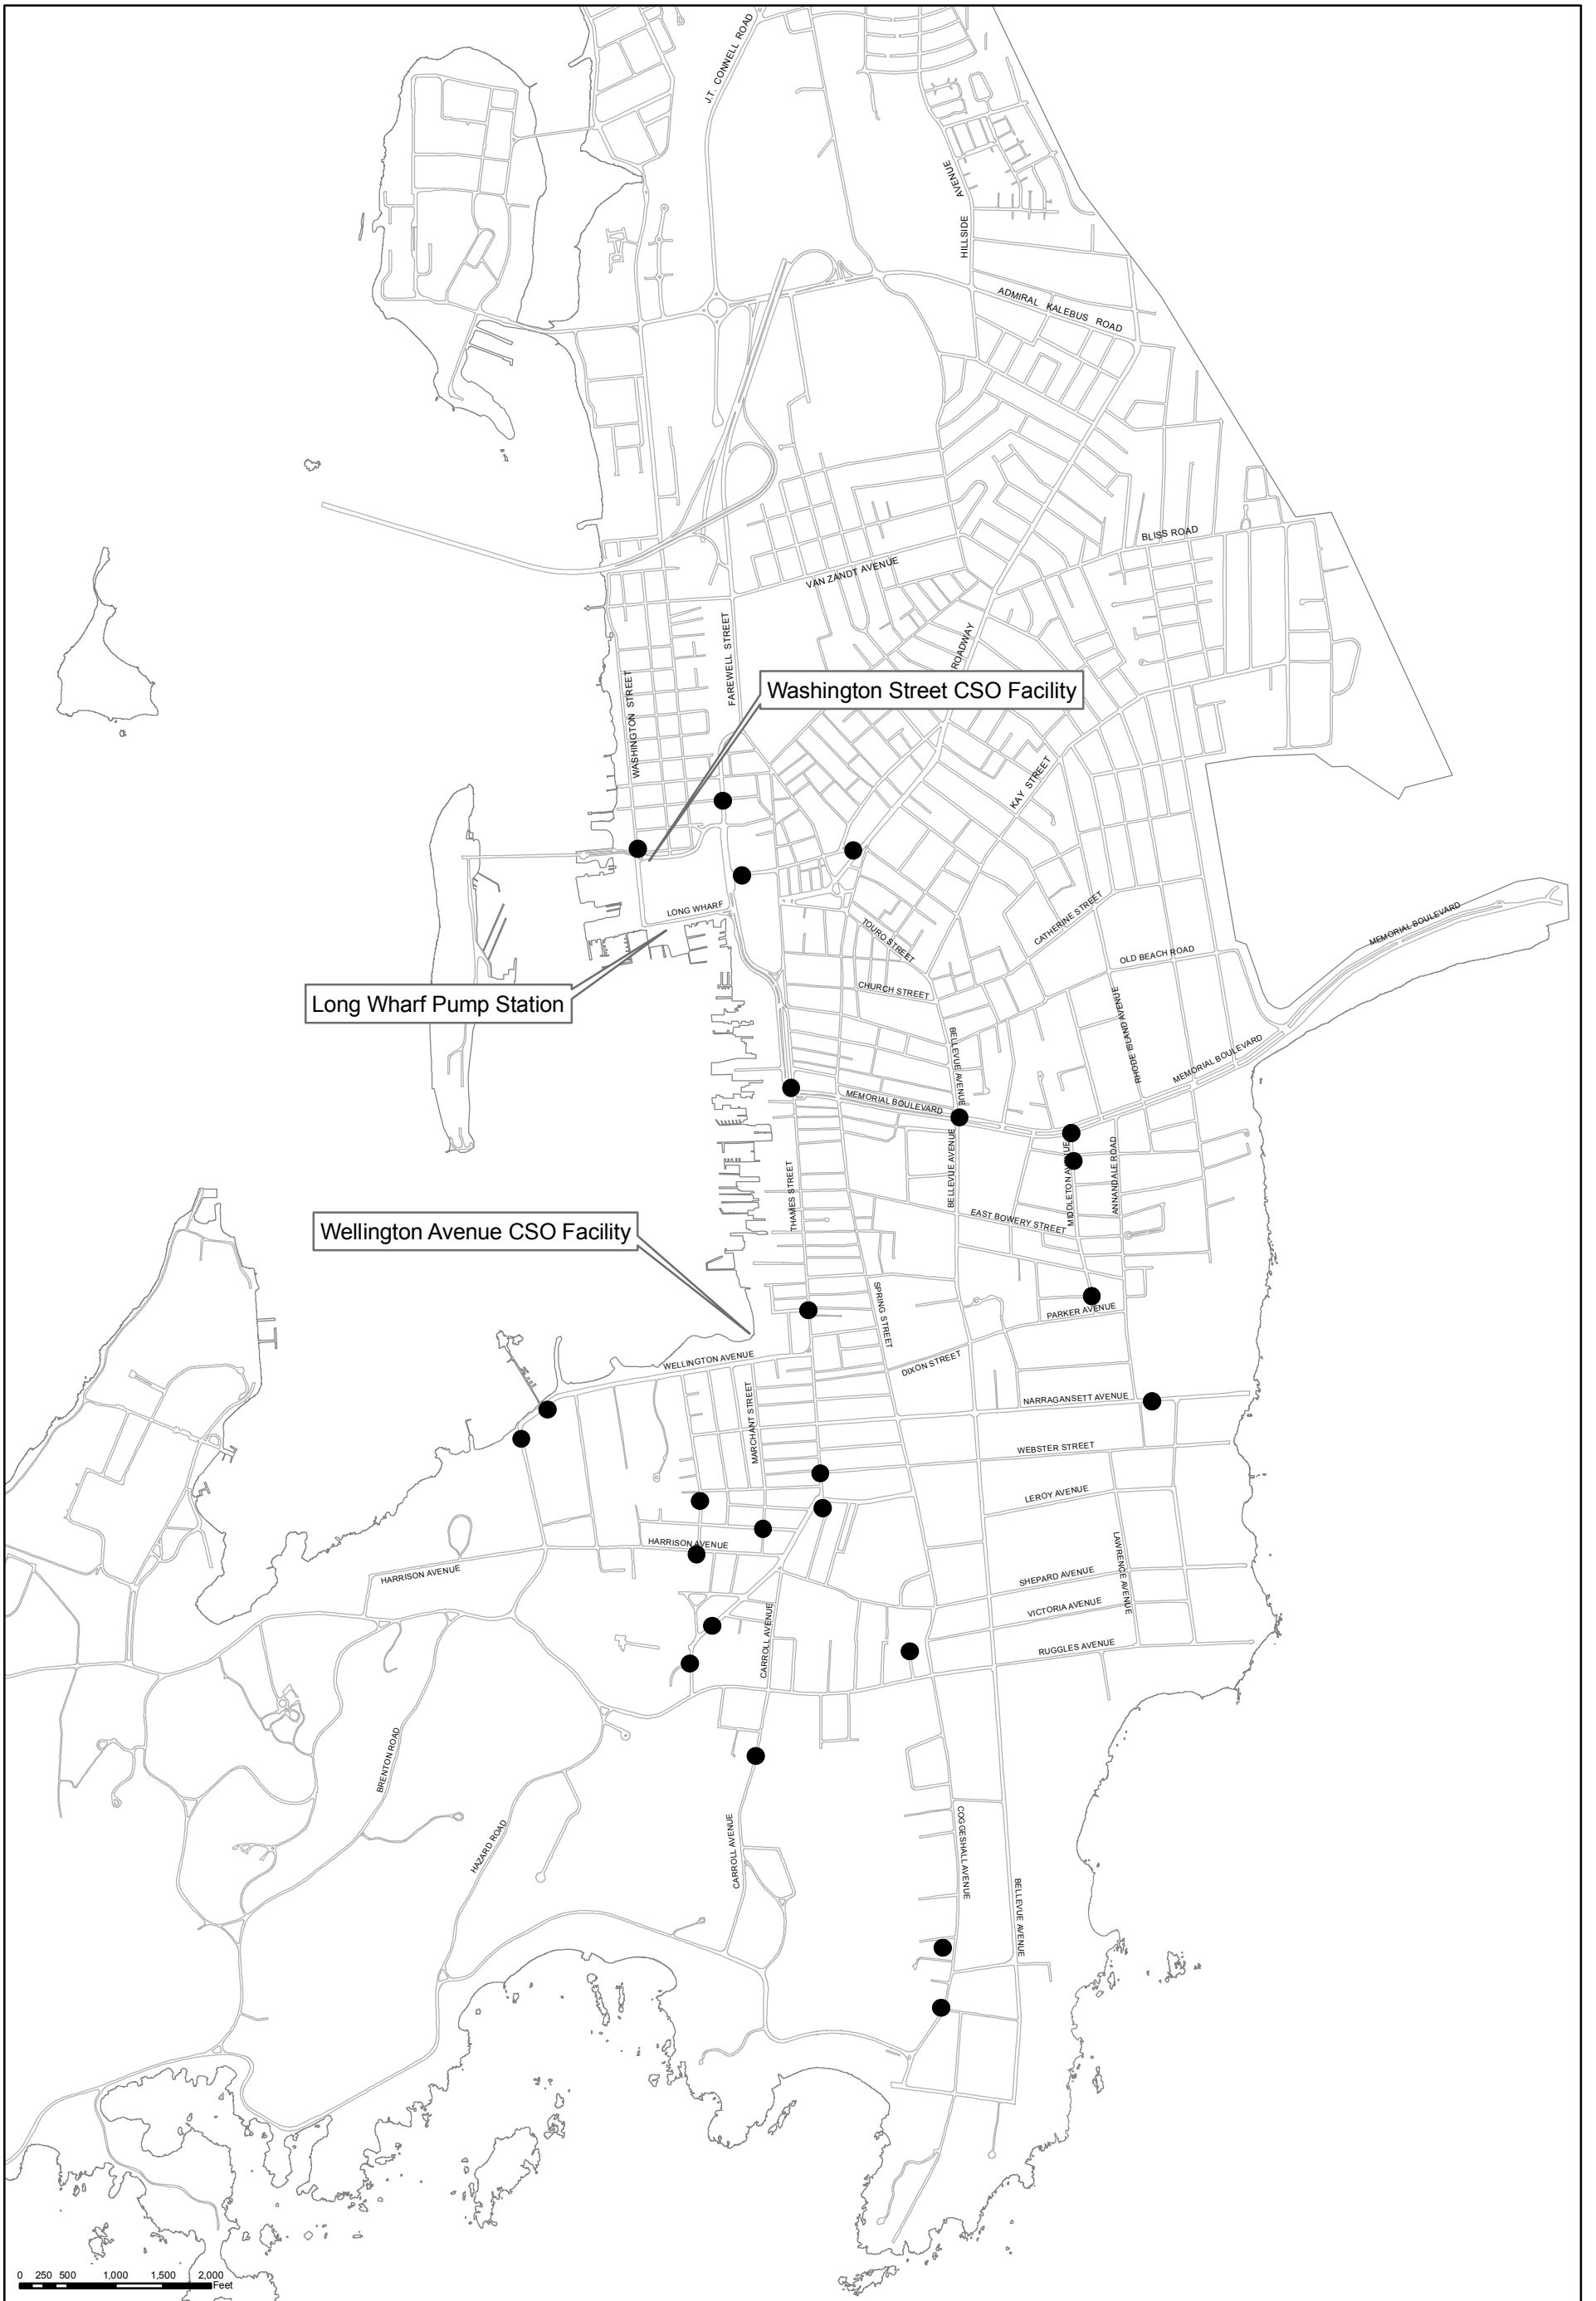 J.T. CONNELL ROAD
AVENUE
HILLSIDE
ADMIRAL KALEBUS ROAD
BLISS ROAD
VAN ZANDT AVENUE
FAREWELL STREET
ROADWAY
WASHINGTON STREET
Washington Street CSO Facility
KAY STREET
LONG WHARF
CATHERINE STREET
TOURO STREET
MEMORIAL BOULEVARD
OLD BEACH ROAD
CHURCH STREET
Long Wharf Pump Station
RHODE ISLAND AVENUE
BELLEVUE AVENUE
MEMORIAL BOULEVARD
MEMORIAL BOULEVARD
BELLEVUE AVENUE
MIDDLETON AVENUE
ANNANDALE ROAD
THAMES STREET
EAST BOWERY STREET
Wellington Avenue CSO Facility
SPRING STREET
PARKER AVENUE
WELLINGTON AVENUE
DIXON STREET
MARCHANT STREET
NARRAGANSETT AVENUE
WEBSTER STREET
LEROY AVENUE
HARRISON AVENUE
HARRISON AVENUE
LAWRENCE AVENUE
SHEPARD AVENUE
VICTORIA AVENUE
CARROLL AVENUE
RUGGLES AVENUE
BRENTON ROAD
HAZARD ROAD
CARROLL AVENUE
COGGESHALL AVENUE
BELLEVUE AVENUE
0 250 500 1,000 1,500 2,000
Feet